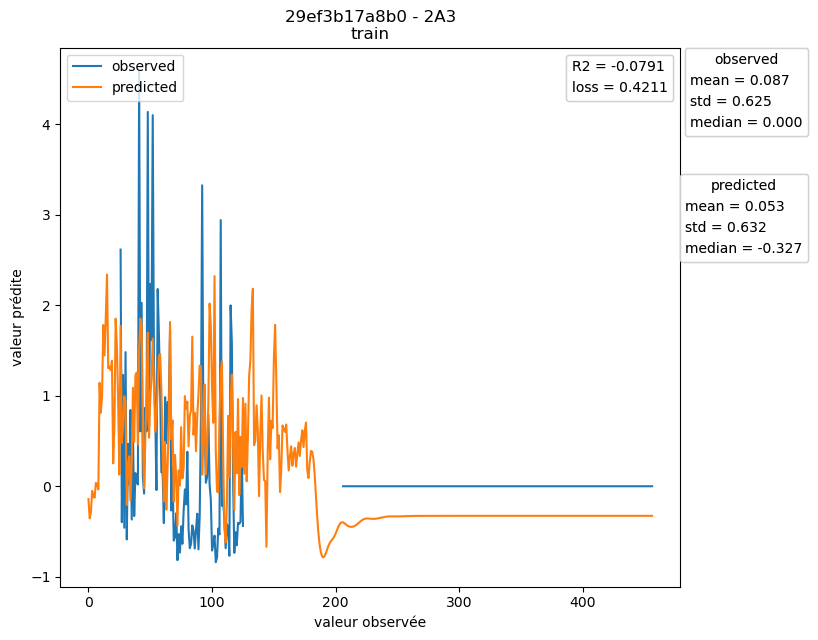 29ef3b17a8b0 - 2A3
train
observed
predicted
R2 = -0.0791
loss = 0.4211
observed
mean = 0.087
std = 0.625
median = 0.000
predicted
mean = 0.053
std = 0.632
median = -0.327
valeur prédite
4
3
2
1
0
−1
0
100
200
300
400
valeur observée